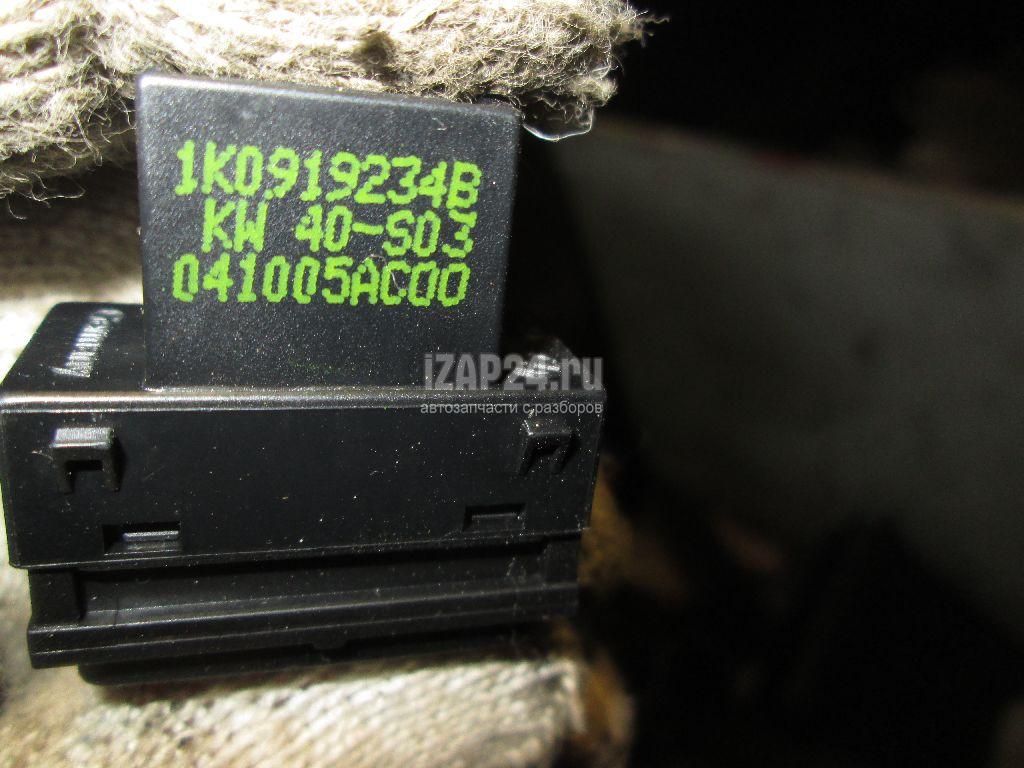 1K0919234B
KW 40-S03
041005AC00
iZAP24.ru
автозапчасти с разборов